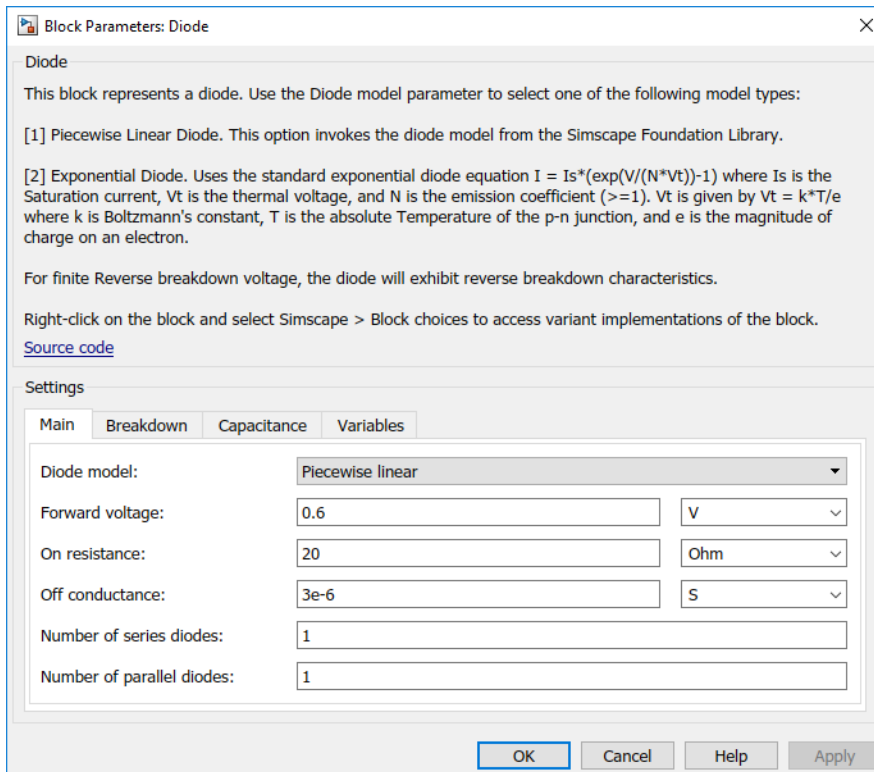 Block Parameters: Diode
Diode
This block represents a diode. Use the Diode model parameter to select one of the following model types:
[1] Piecewise Linear Diode. This option invokes the diode model from the Simscape Foundation Library.
[2] Exponential Diode. Uses the standard exponential diode equation I = Is*(exp(V/(N*Vt))-1) where Is is the
Saturation current, Vt is the thermal voltage, and N is the emission coefficient (>=1). Vt is given by Vt = k*T/e
where k is Boltzmann's constant, T is the absolute Temperature of the p-n junction, and e is the magnitude of
charge on an electron.
For finite Reverse breakdown voltage, the diode will exhibit reverse breakdown characteristics.
Right-click on the block and select Simscape > Block choices to access variant implementations of the block.
Source code
Settings
Main Breakdown Capacitance Variables
Diode model: Piecewise linear
Forward voltage: 0.6 V
On resistance: 20 Ohm
Off conductance: 3e-6 S
Number of series diodes: 1
Number of parallel diodes: 1
OK Cancel Help Apply